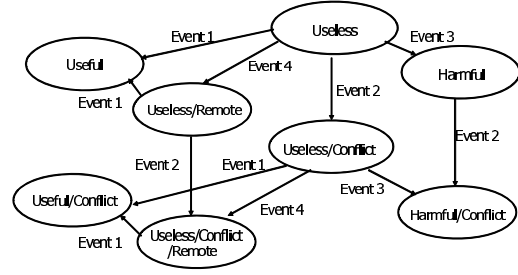 Useless
Event 1
Event 3
Useful
Event 4
Harmful
Event 1
Useless/Remote
Event 2
Event 2
Useless/Conflict
Event 2
Event 1
Event 3
Useful/Conflict
Event 4
Harmful/Conflict
Event 1
Useless/Conflict
/Remote